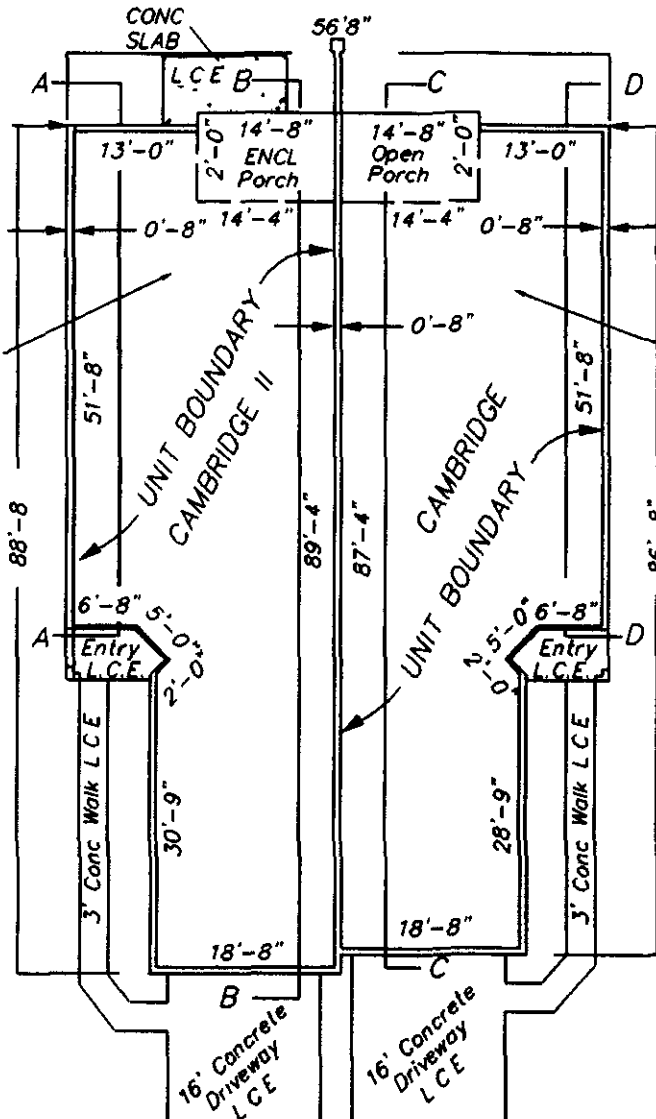 CONC
SLAB
56'8"
L C E
A
B
C
D
14'-8"
14'-8"
13'-0"
2'-0"
ENCL
Porch
Open
Porch
2'-0"
13'-0"
14'-4"
14'-4"
0'-8"
0'-8"
0'-8"
51'-8"
UNIT BOUNDARY
CAMBRIDGE II
CAMBRIDGE
UNIT BOUNDARY
51'-8"
88'-8
89'-4"
87'-4"
86'-8"
6'-8"
5'-0"
2'-0"
5'-0"
2'-0"
6'-8"
A
Entry
L.C.E.
D
Entry
L.C.E.
3' Conc Walk L C E
30'-9"
28'-9"
3' Conc Walk L C E
18'-8"
18'-8"
B
C
16' Concrete
Driveway
L C E
16' Concrete
Driveway
L C E